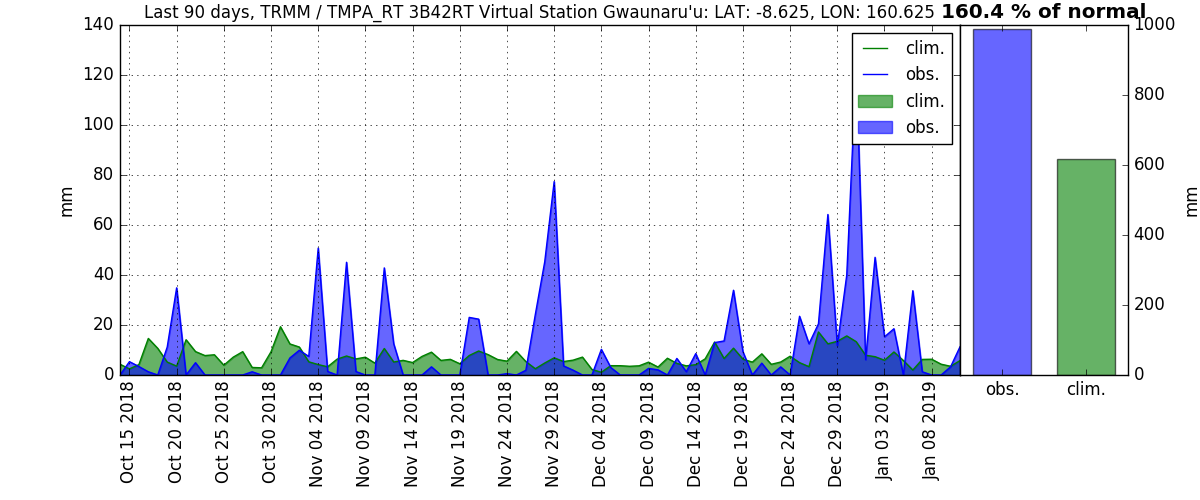 Last 90 days, TRMM / TMPA_RT 3B42RT Virtual Station Gwaunaru'u: LAT: -8.625, LON: 160.625 160.4 % of normal
140
120
100
80
60
40
20
0
mm
clim.
obs.
clim.
obs.
Oct 15 2018
Oct 20 2018
Oct 25 2018
Oct 30 2018
Nov 04 2018
Nov 09 2018
Nov 14 2018
Nov 19 2018
Nov 24 2018
Nov 29 2018
Dec 04 2018
Dec 09 2018
Dec 14 2018
Dec 19 2018
Dec 24 2018
Dec 29 2018
Jan 03 2019
Jan 08 2019
1000
800
600
400
200
0
mm
obs.
clim.